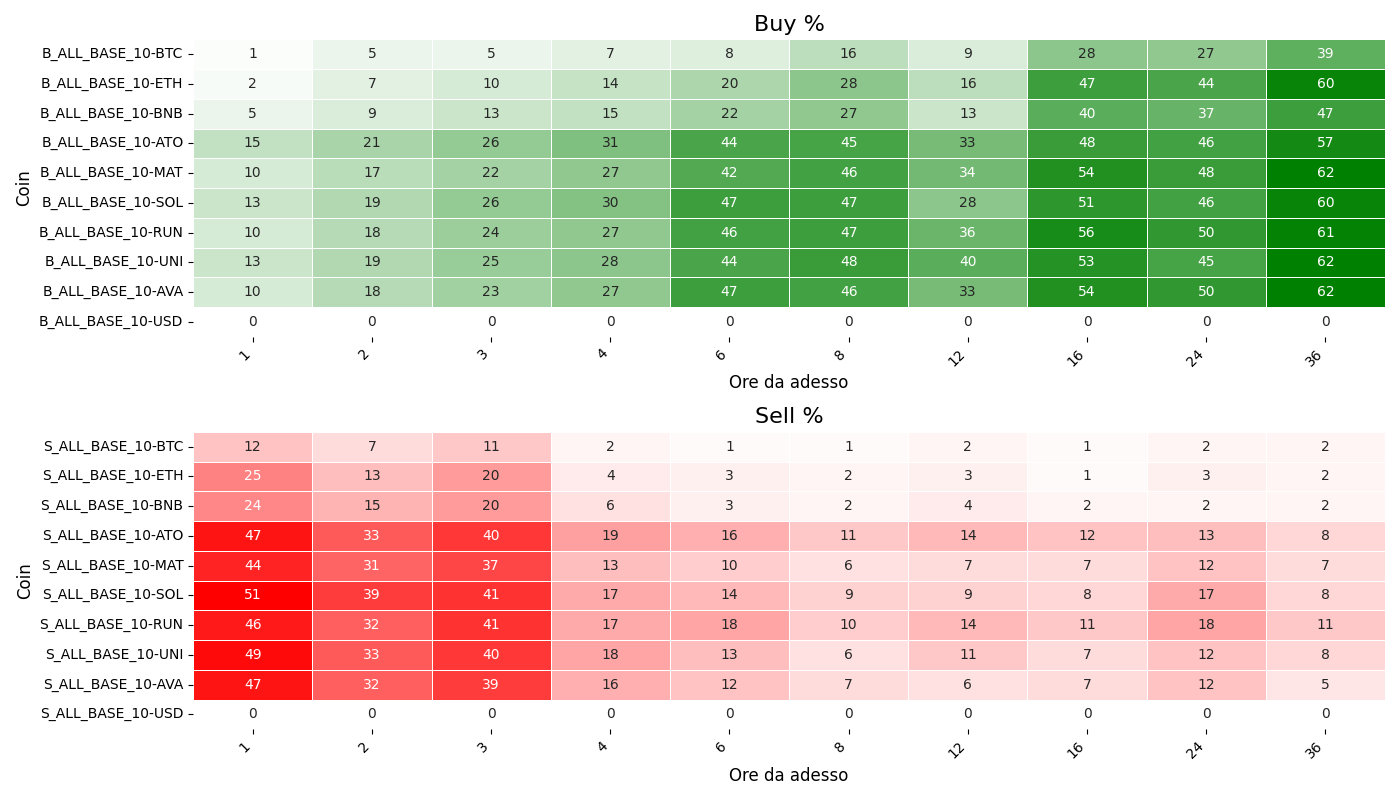 Buy %
Coin
B_ALL_BASE_10-BTC 1 5 5 7 8 16 9 28 27 39
B_ALL_BASE_10-ETH 2 7 10 14 20 28 16 47 44 60
B_ALL_BASE_10-BNB 5 9 13 15 22 27 13 40 37 47
B_ALL_BASE_10-ATO 15 21 26 31 44 45 33 48 46 57
B_ALL_BASE_10-MAT 10 17 22 27 42 46 34 54 48 62
B_ALL_BASE_10-SOL 13 19 26 30 47 47 28 51 46 60
B_ALL_BASE_10-RUN 10 18 24 27 46 47 36 56 50 61
B_ALL_BASE_10-UNI 13 19 25 28 44 48 40 53 45 62
B_ALL_BASE_10-AVA 10 18 23 27 47 46 33 54 50 62
B_ALL_BASE_10-USD 0 0 0 0 0 0 0 0 0 0
1 2 3 4 6 8 12 16 24 36
Ore da adesso
Sell %
Coin
S_ALL_BASE_10-BTC 12 7 11 2 1 1 2 1 2 2
S_ALL_BASE_10-ETH 25 13 20 4 3 2 3 1 3 2
S_ALL_BASE_10-BNB 24 15 20 6 3 2 4 2 2 2
S_ALL_BASE_10-ATO 47 33 40 19 16 11 14 12 13 8
S_ALL_BASE_10-MAT 44 31 37 13 10 6 7 7 12 7
S_ALL_BASE_10-SOL 51 39 41 17 14 9 9 8 17 8
S_ALL_BASE_10-RUN 46 32 41 17 18 10 14 11 18 11
S_ALL_BASE_10-UNI 49 33 40 18 13 6 11 7 12 8
S_ALL_BASE_10-AVA 47 32 39 16 12 7 6 7 12 5
S_ALL_BASE_10-USD 0 0 0 0 0 0 0 0 0 0
1 2 3 4 6 8 12 16 24 36
Ore da adesso